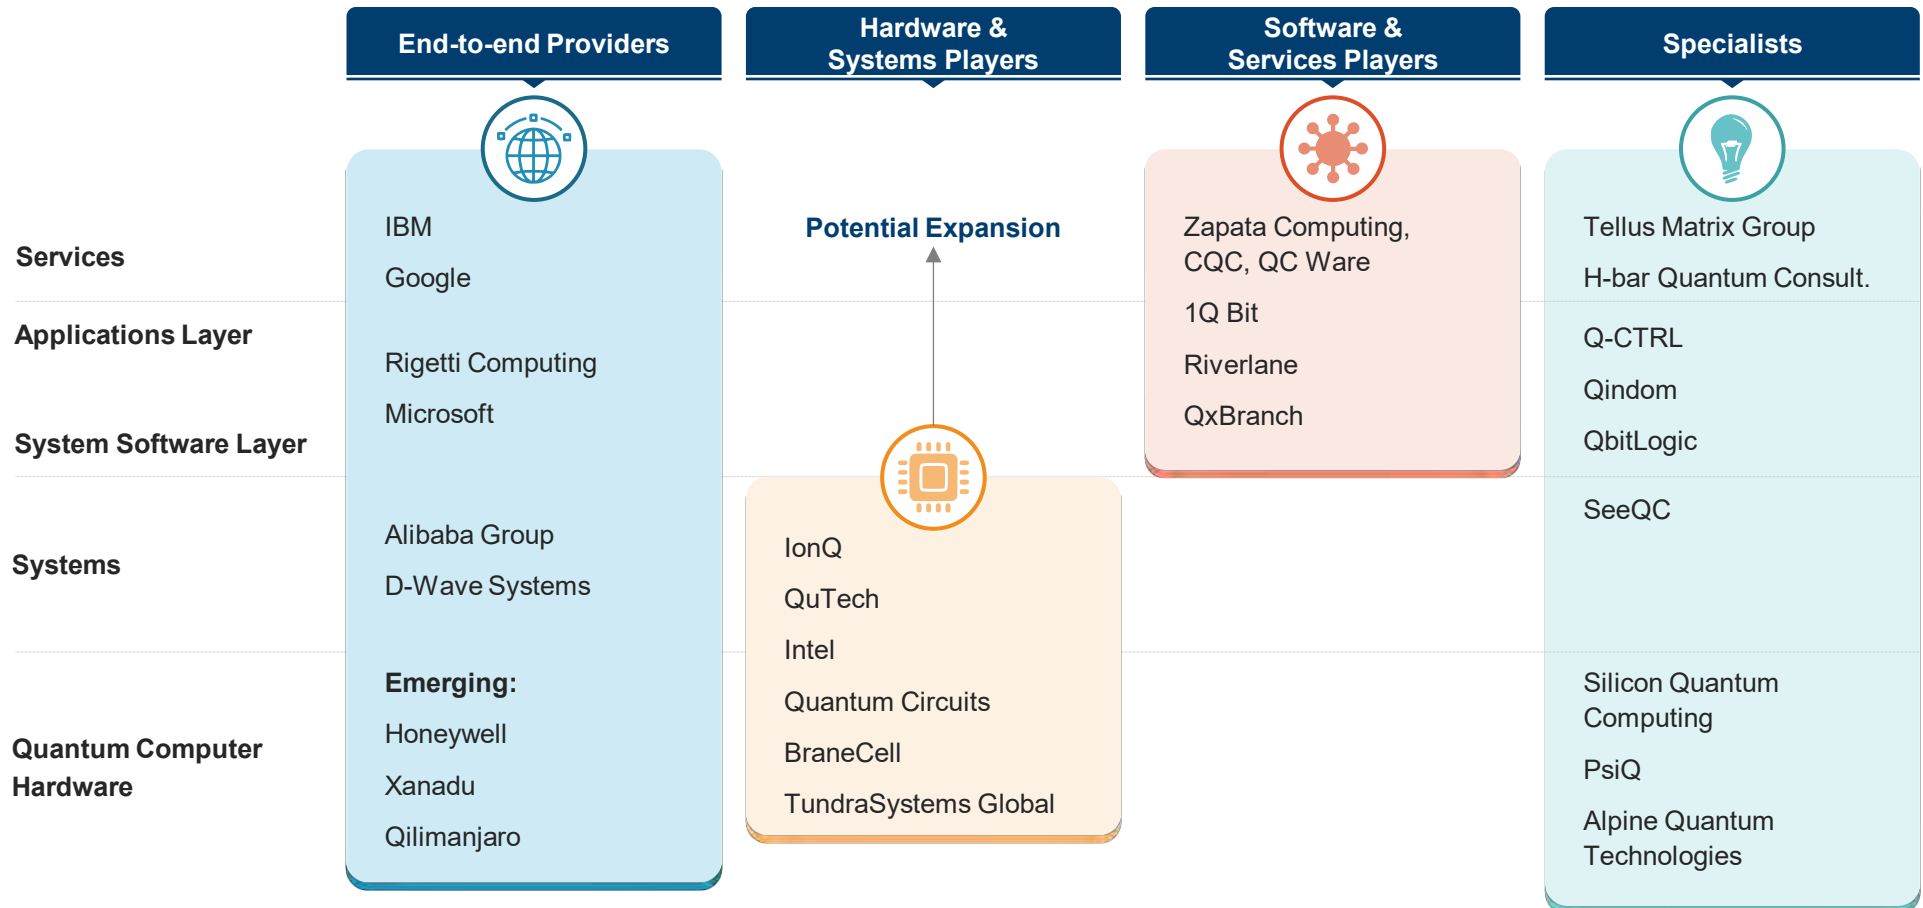 End-to-end Providers
Hardware &
Systems Players
Software &
Services Players
Specialists
Services
Applications Layer
System Software Layer
Systems
Quantum Computer
Hardware
IBM
Google
Rigetti Computing
Microsoft
Alibaba Group
D-Wave Systems
Emerging:
Honeywell
Xanadu
Qilimanjaro
Potential Expansion
IonQ
QuTech
Intel
Quantum Circuits
BraneCell
TundraSystems Global
Zapata Computing,
CQC, QC Ware
1Q Bit
Riverlane
QxBranch
Tellus Matrix Group
H-bar Quantum Consult.
Q-CTRL
Qindom
QbitLogic
SeeQC
Silicon Quantum
Computing
PsiQ
Alpine Quantum
Technologies